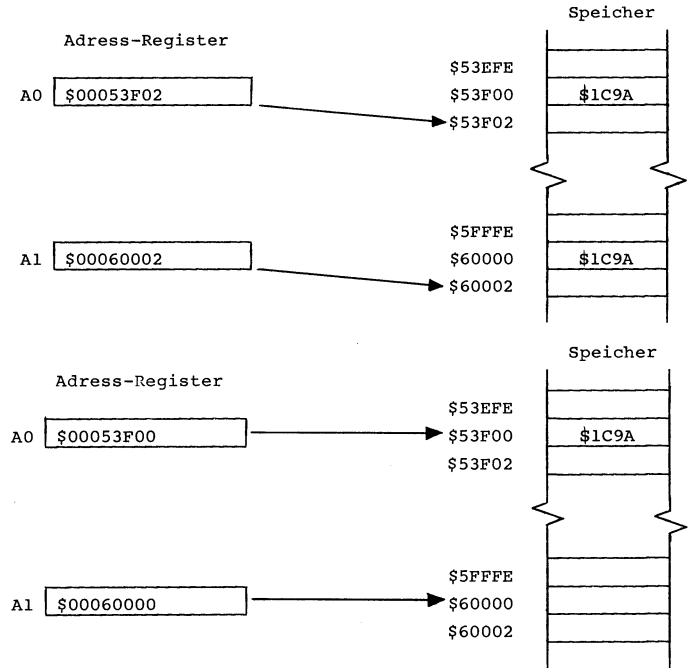 Speicher
Adress-Register
$53EFE
A0 $00053F02 $53F00 $1C9A
$53F02
$5FFFE
A1 $00060002 $60000 $1C9A
$60002
Speicher
Adress-Register
$53EFE
A0 $00053F00 $53F00 $1C9A
$53F02
$5FFFE
A1 $00060000 $60000
$60002